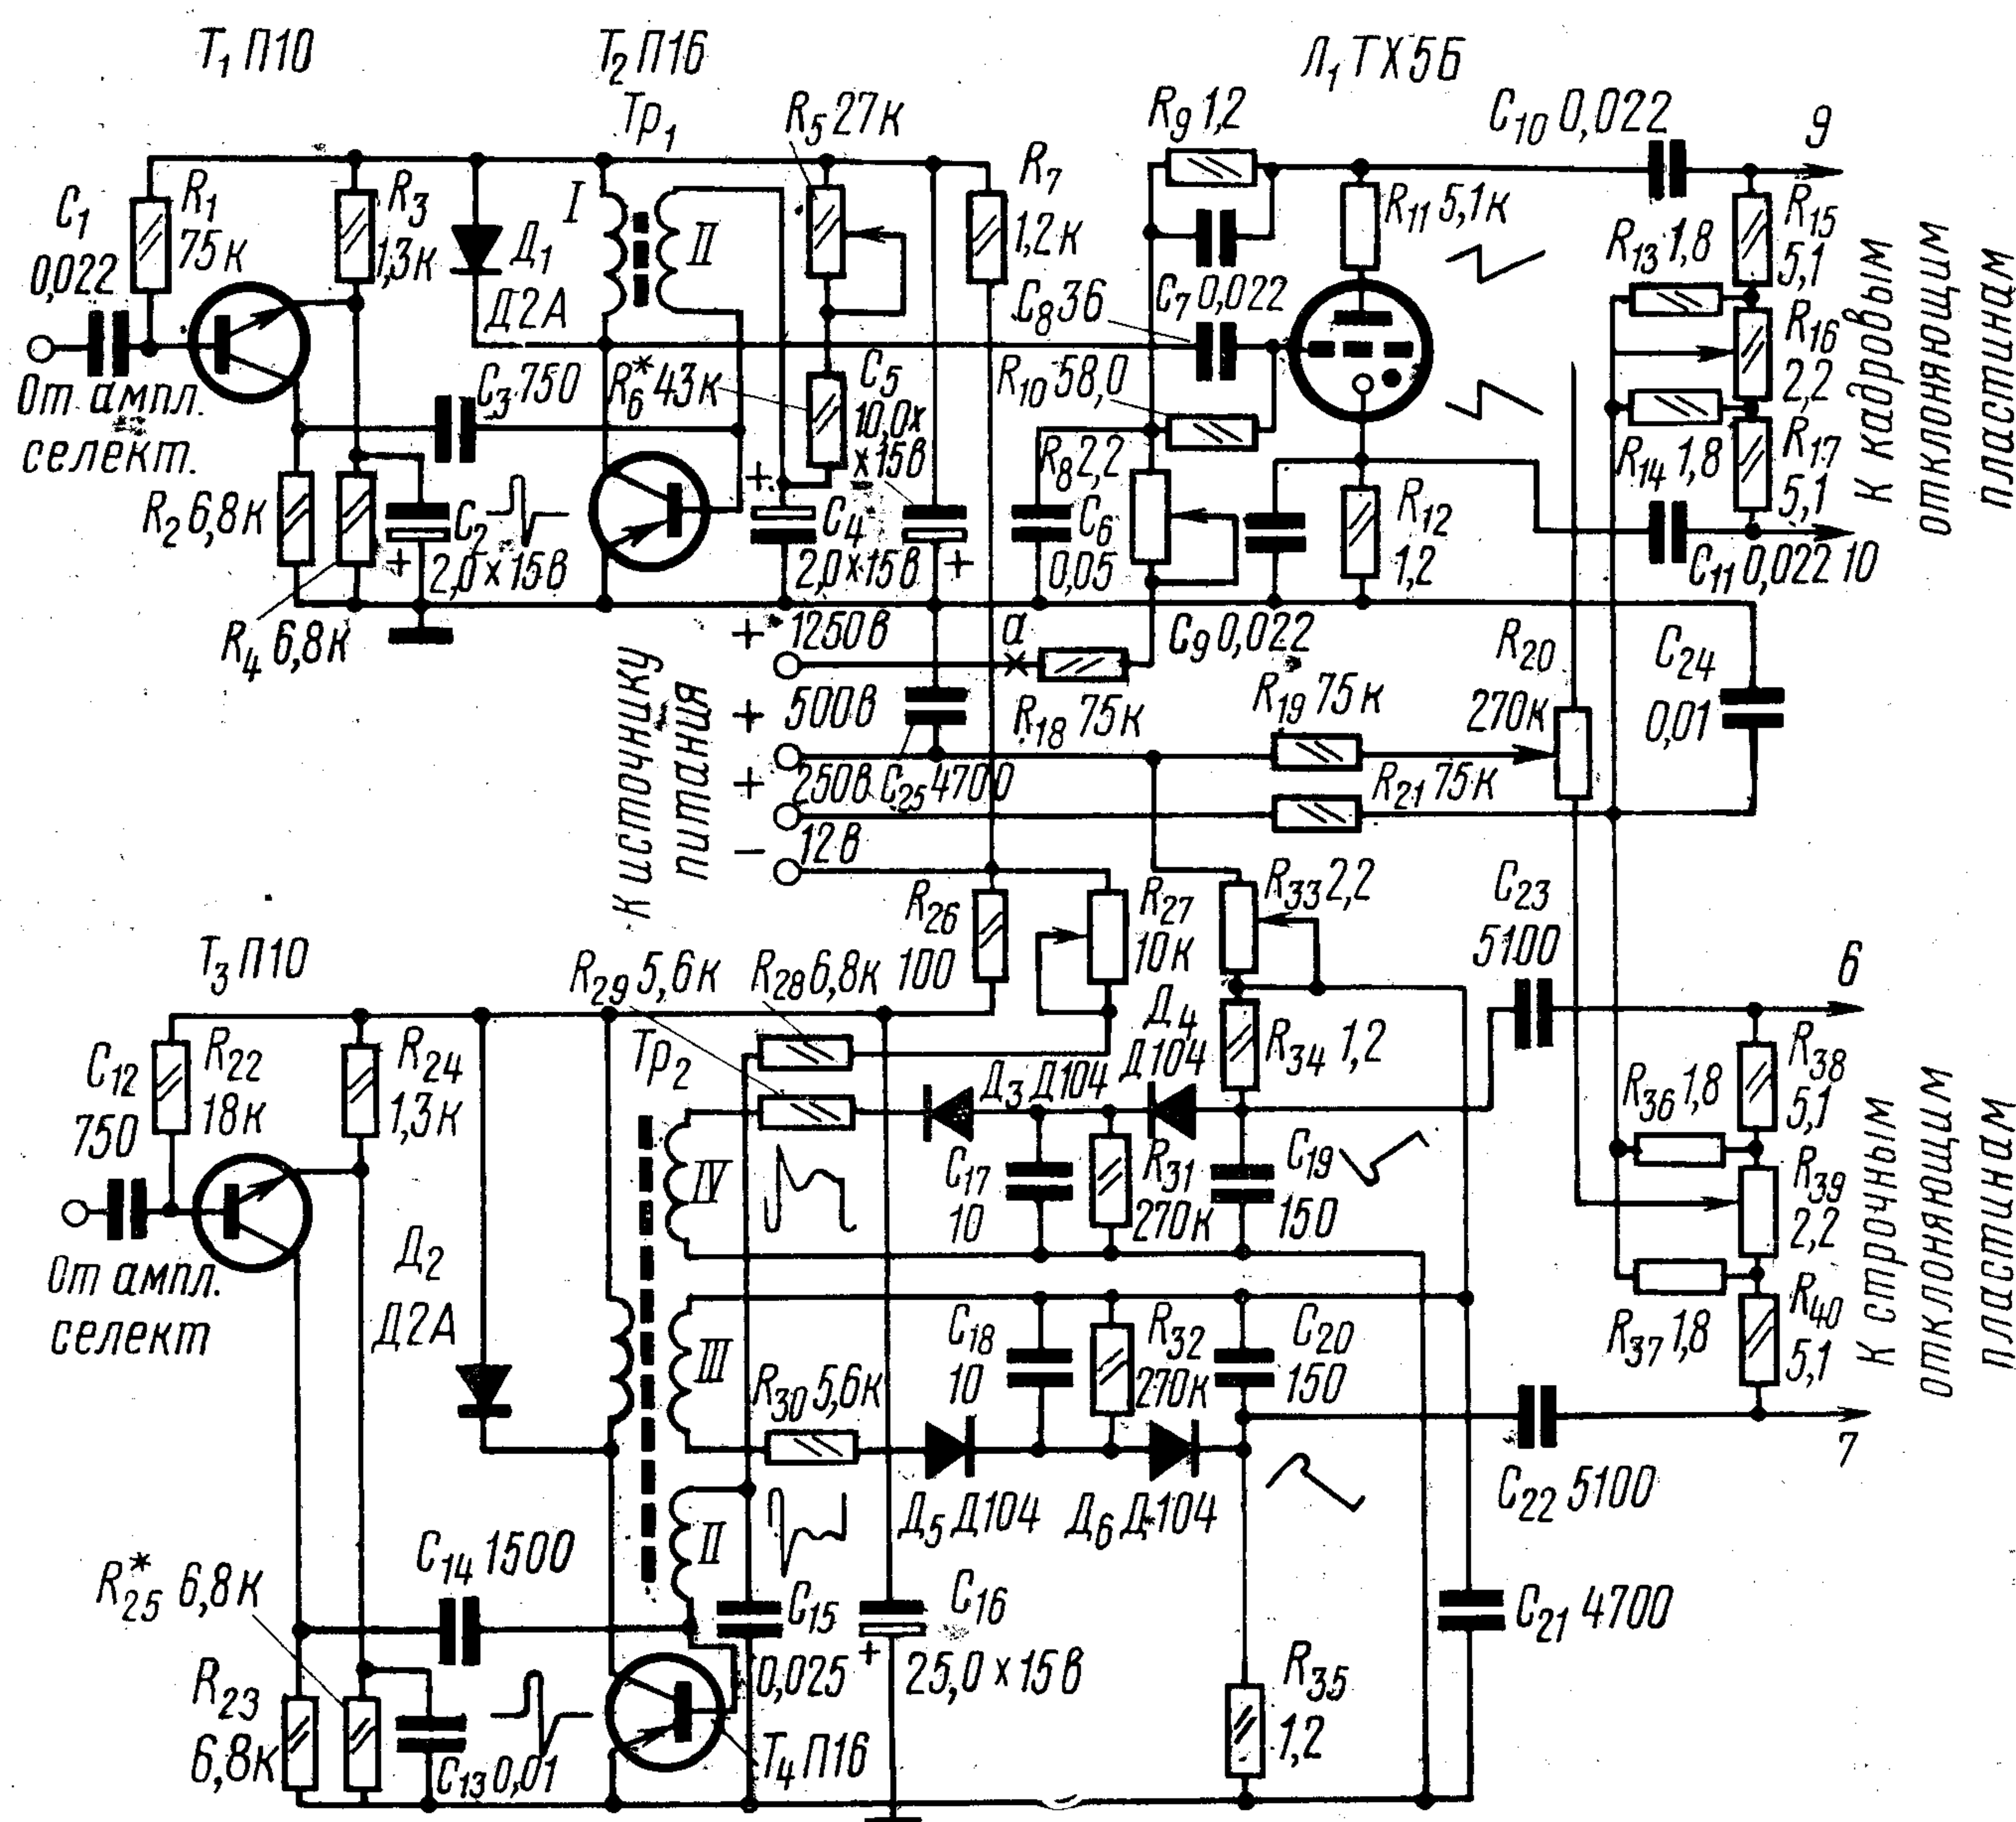 Т₁ П10
Т₂ П16
Тр₁
Л₁ ТХ5Б
R₅ 27к
R₉ 1,2
C₁₀ 0,022
9
C₁
0,022
R₁
75к
R₃
1,3к
Д₁
Д2А
I
II
R₇
1,2к
R₁₁ 5,1к
R₁₃ 1,8
R₁₅
5,1
C₈ 36
C₇ 0,022
R₁₆
2,2
От ампл.
селект.
C₃ 750
R₆* 43к
C₅
10,0×
×15в
R₁₀ 58,0
R₁₄ 1,8
R₁₇
5,1
К кадровым
отклоняющим
пластинам
R₂ 6,8к
C₂
2,0×15в
+
+
C₄
2,0×15в
+
R₈ 2,2
C₆
0,05
R₁₂
1,2
C₁₁ 0,022
10
R₄ 6,8к
C₉ 0,022
К источнику
питания
+ 1250в
а
+ 500в
R₁₈ 75к
R₁₉ 75к
R₂₀
270к
C₂₄
0,01
+ 250в
C₂₅ 4700
R₂₁ 75к
− 12в
Т₃ П10
R₂₆
100
R₂₇
10к
R₃₃ 2,2
C₂₃
5100
6
R₂₉ 5,6к
R₂₈ 6,8к
C₁₂
750
R₂₂
18к
R₂₄
1,3к
Тр₂
Д₃ Д104
Д₄
Д104
R₃₄ 1,2
R₃₆ 1,8
R₃₈
5,1
IV
C₁₇
10
R₃₁
270к
C₁₉
150
R₃₉
2,2
От ампл.
селект
Д₂
Д2А
III
R₃₀ 5,6к
C₁₈
10
R₃₂
270к
C₂₀
150
R₃₇ 1,8
R₄₀
5,1
К строчным
отклоняющим
пластинам
7
Д₅ Д104
Д₆ Д104
C₂₂ 5100
II
C₁₄ 1500
R₂₅* 6,8к
C₁₅
0,025
C₁₆
25,0×15в
+
C₂₁ 4700
R₂₃
6,8к
C₁₃ 0,01
Т₄ П16
R₃₅
1,2